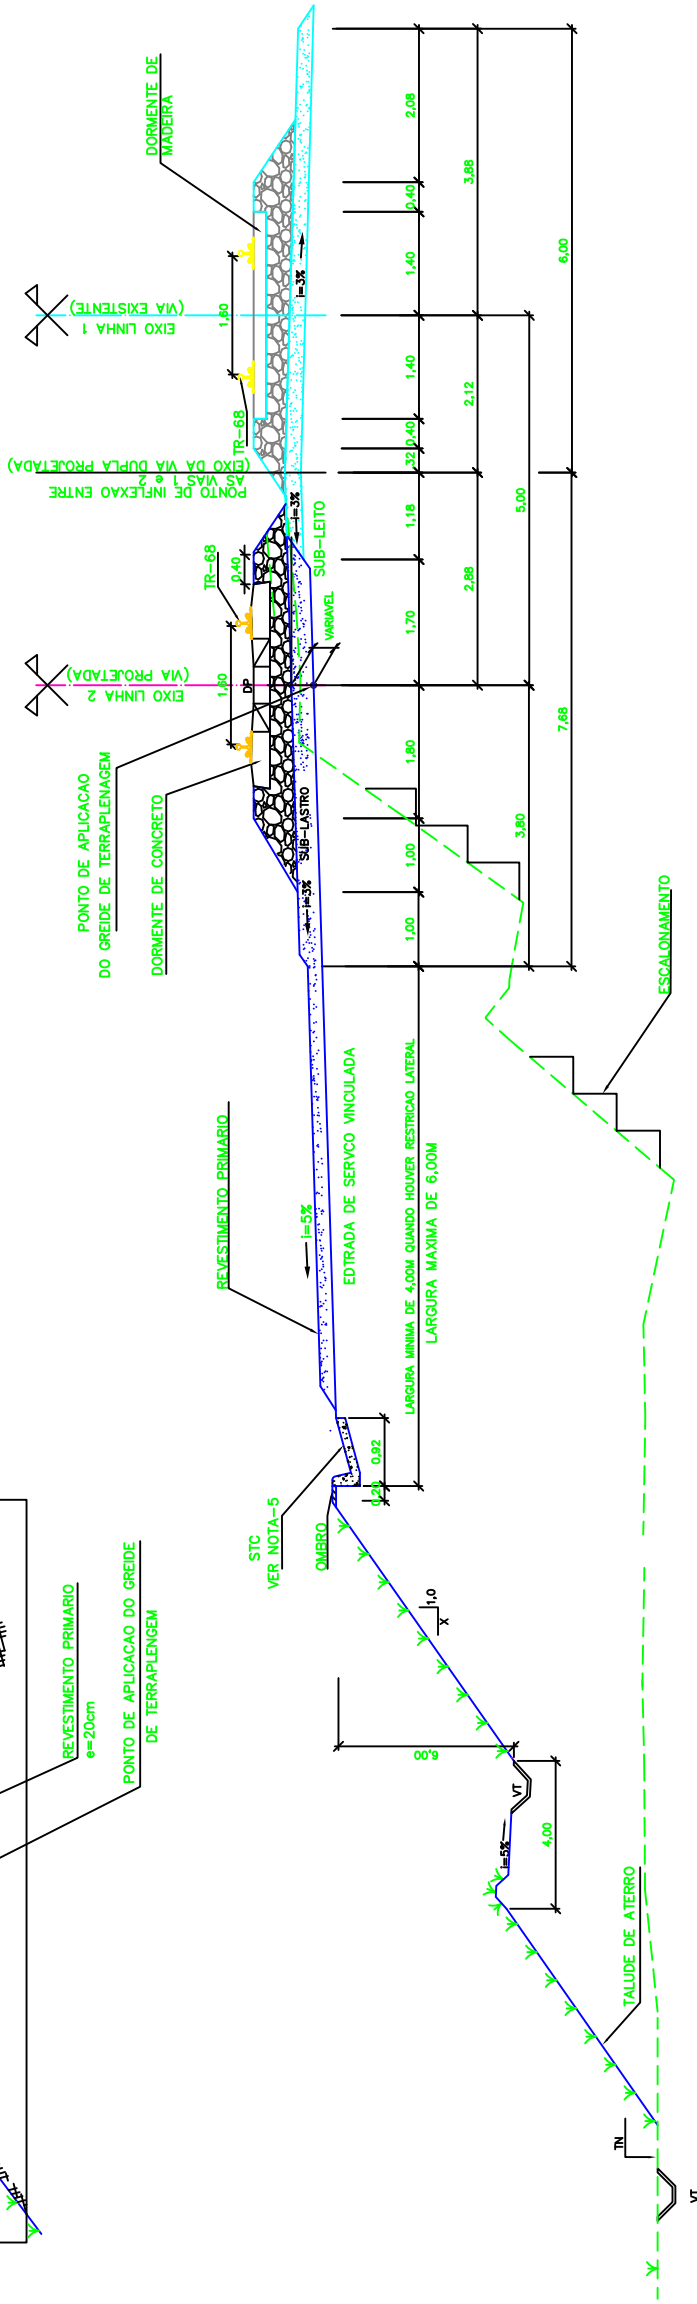 DORMENTE DE
MADEIRA
EIXO LINHA 1
(VIA EXISTENTE)
1,60
TR-68
i=3%
PONTO DE INFLEXAO ENTRE
AS VIAS 1 e 2
(EIXO DA VIA DUPLA PROJETADA)
i=3%
SUB-LEITO
TR-68
0,40
VARIAVEL
EIXO LINHA 2
(VIA PROJETADA)
1,60
DP
PONTO DE APLICACAO
DO GREIDE DE TERRAPLENAGEM
DORMENTE DE CONCRETO
SUB-LASTRO
i=3%
2,08
0,40
1,40
1,40
0,40
,32
1,18
1,70
1,80
1,00
1,00
3,88
2,12
2,88
5,00
3,80
6,00
7,68
ESCALONAMENTO
REVESTIMENTO PRIMARIO
i=5%
EDTRADA DE SERVCO VINCULADA
LARGURA MINIMA DE 4,00M QUANDO HOUVER RESTRICAO LATERAL
LARGURA MAXIMA DE 6,00M
0,92
0,20
STC
VER NOTA-5
OMBRO
1,0
X
6,00
VT
i=5%
4,00
TALUDE DE ATERRO
TN
VT
REVESTIMENTO PRIMARIO
e=20cm
PONTO DE APLICACAO DO GREIDE
DE TERRAPLENGEM